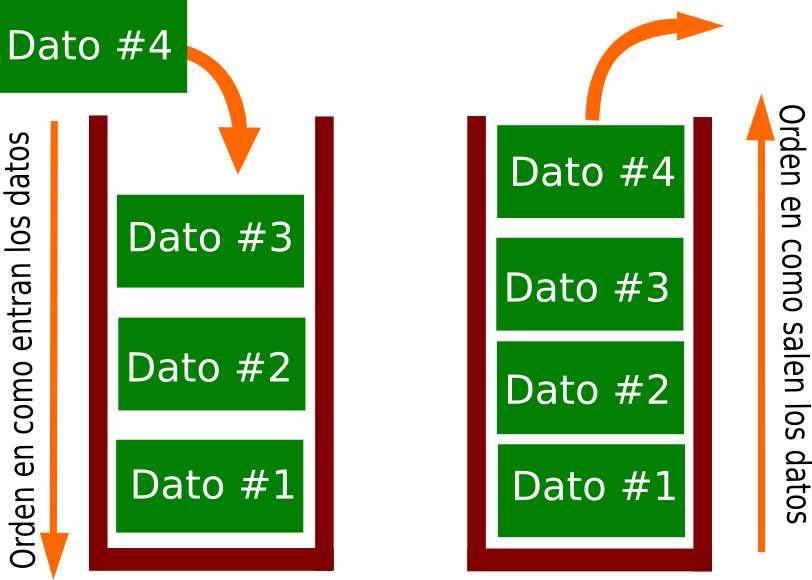 Dato #4
Orden en como entran los datos
Dato #3
Dato #2
Dato #1
Dato #4
Dato #3
Dato #2
Dato #1
Orden en como salen los datos